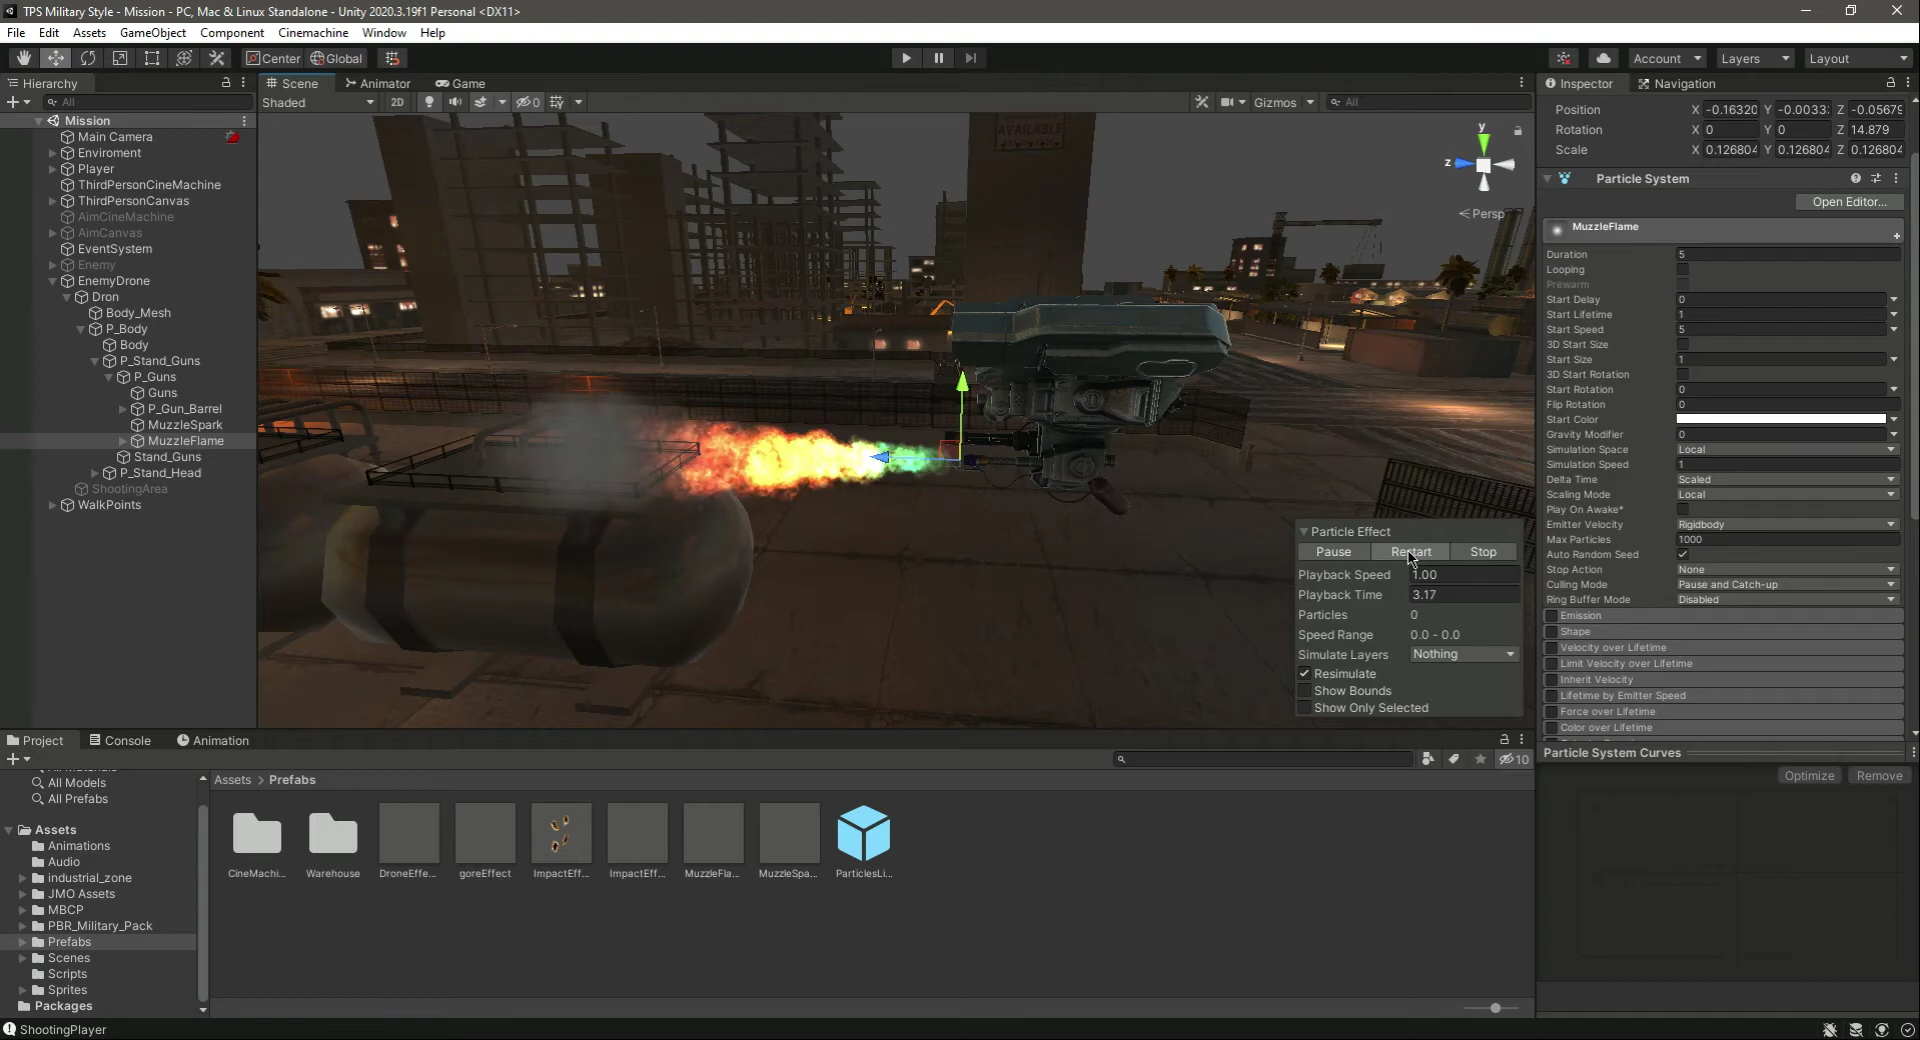 TPS Military Style - Mission - PC, Mac & Linux Standalone - Unity 2020.3.19f1 Personal <DX11>
File Edit Assets GameObject Component Cinemachine Window Help
Center Global Account Layers Layout
Hierarchy
All
Mission
Main Camera
Enviroment
Player
ThirdPersonCineMachine
ThirdPersonCanvas
AimCineMachine
AimCanvas
EventSystem
Enemy
EnemyDrone
Dron
Body_Mesh
P_Body
Body
P_Stand_Guns
P_Guns
Guns
P_Gun_Barrel
MuzzleSpark
MuzzleFlame
Stand_Guns
P_Stand_Head
ShootingArea
WalkPoints
Scene Animator Game
Shaded 2D 0 Gizmos All
AVAILABLE
y
z
Persp
Particle Effect
Pause Restart Stop
Playback Speed 1.00
Playback Time 3.17
Particles 0
Speed Range 0.0 - 0.0
Simulate Layers Nothing
Resimulate
Show Bounds
Show Only Selected
Inspector Navigation
Position X -0.16320 Y -0.00333 Z -0.05679
Rotation X 0 Y 0 Z 14.879
Scale X 0.126804 Y 0.126804 Z 0.126804
Particle System
Open Editor...
MuzzleFlame
Duration 5
Looping
Prewarm
Start Delay 0
Start Lifetime 1
Start Speed 5
3D Start Size
Start Size 1
3D Start Rotation
Start Rotation 0
Flip Rotation 0
Start Color
Gravity Modifier 0
Simulation Space Local
Simulation Speed 1
Delta Time Scaled
Scaling Mode Local
Play On Awake*
Emitter Velocity Rigidbody
Max Particles 1000
Auto Random Seed
Stop Action None
Culling Mode Pause and Catch-up
Ring Buffer Mode Disabled
Emission
Shape
Velocity over Lifetime
Limit Velocity over Lifetime
Inherit Velocity
Lifetime by Emitter Speed
Force over Lifetime
Color over Lifetime
Particle System Curves
Optimize Remove
Project Console Animation
10
All Models
All Prefabs
Assets
Animations
Audio
industrial_zone
JMO Assets
MBCP
PBR_Military_Pack
Prefabs
Scenes
Scripts
Sprites
Packages
Assets > Prefabs
CineMachi... Warehouse DroneEffe... goreEffect ImpactEff... ImpactEff... MuzzleFla... MuzzleSpa... ParticlesLi...
ShootingPlayer